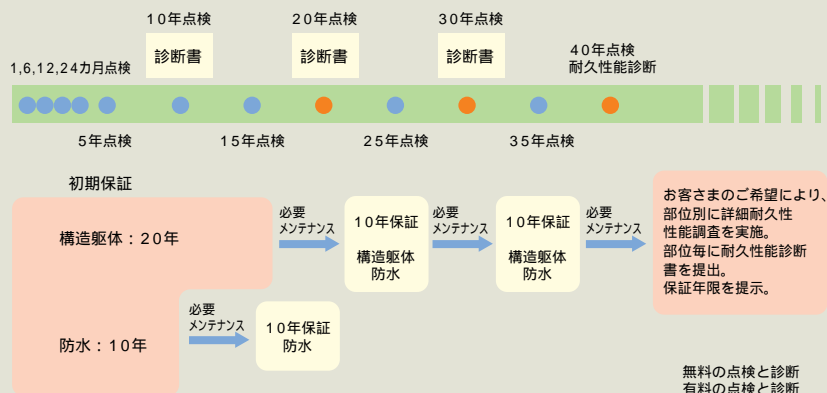 10年点検
20年点検
30年点検
診断書
診断書
診断書
40年点検
耐久性能診断
1,6,12,24カ月点検
5年点検
15年点検
25年点検
35年点検
初期保証
構造躯体：20年
防水：10年
必要
メンテナンス
10年保証
防水
必要
メンテナンス
10年保証
構造躯体
防水
必要
メンテナンス
10年保証
構造躯体
防水
必要
メンテナンス
お客さまのご希望により、
部位別に詳細耐久性
性能調査を実施。
部位毎に耐久性能診断
書を提出。
保証年限を提示。
無料の点検と診断
有料の点検と診断